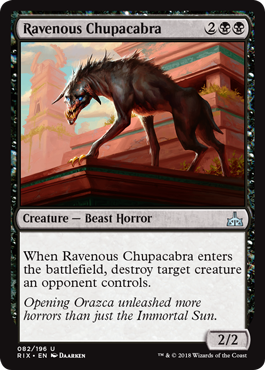 Ravenous Chupacabra 2
Creature — Beast Horror
When Ravenous Chupacabra enters
the battlefield, destroy target creature
an opponent controls.
Opening Orazca unleashed more
horrors than just the Immortal Sun.
2/2
082/196 U
RIX • EN DAARKEN
™ & © 2018 Wizards of the Coast